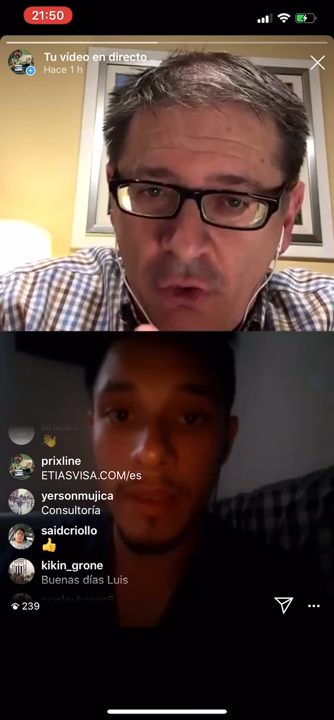 21:50
Tu vídeo en directo
Hace 1 h
prixline
ETIASVISA.COM/es
yersonmujica
Consultoría
saidcriollo
👍
kikin_grone
Buenas días Luis
239